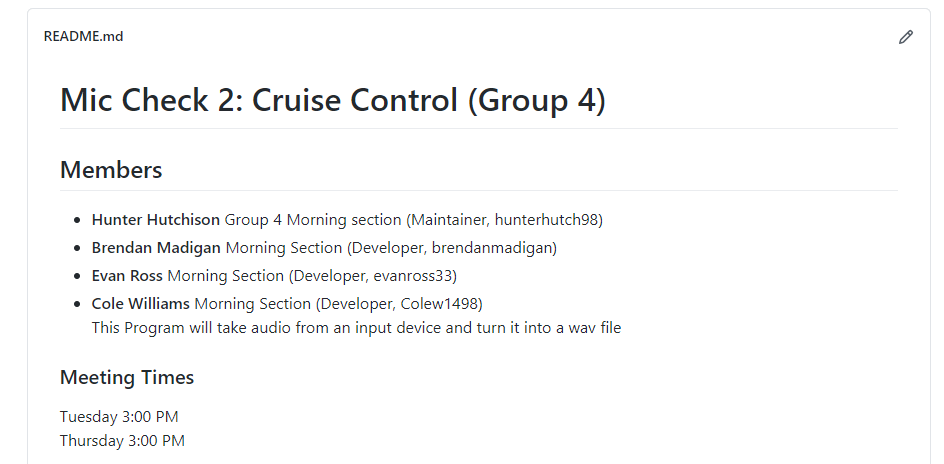 README.md
Mic Check 2: Cruise Control (Group 4)
Members
Hunter Hutchison Group 4 Morning section (Maintainer, hunterhutch98)
Brendan Madigan Morning Section (Developer, brendanmadigan)
Evan Ross Morning Section (Developer, evanross33)
Cole Williams Morning Section (Developer, Colew1498)
This Program will take audio from an input device and turn it into a wav file
Meeting Times
Tuesday 3:00 PM
Thursday 3:00 PM